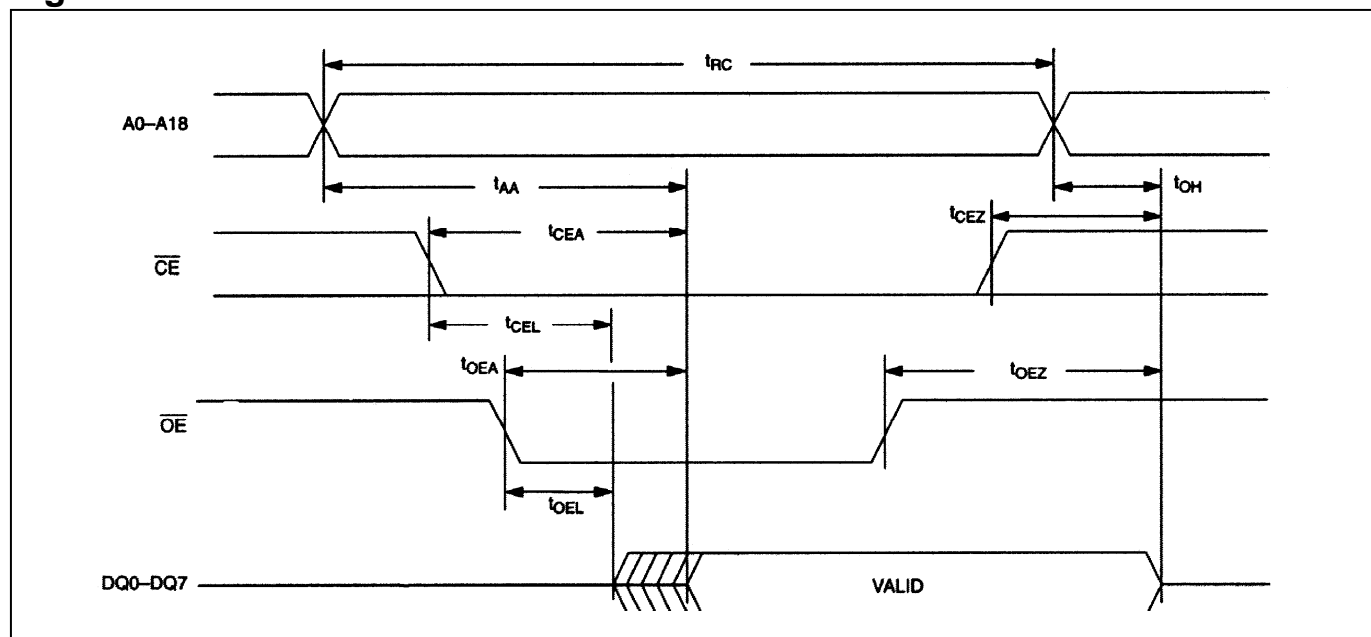 tRC
A0–A18
tAA
tOH
tCEZ
tCEA
CE
tCEL
tOEA
tOEZ
OE
tOEL
DQ0–DQ7
VALID